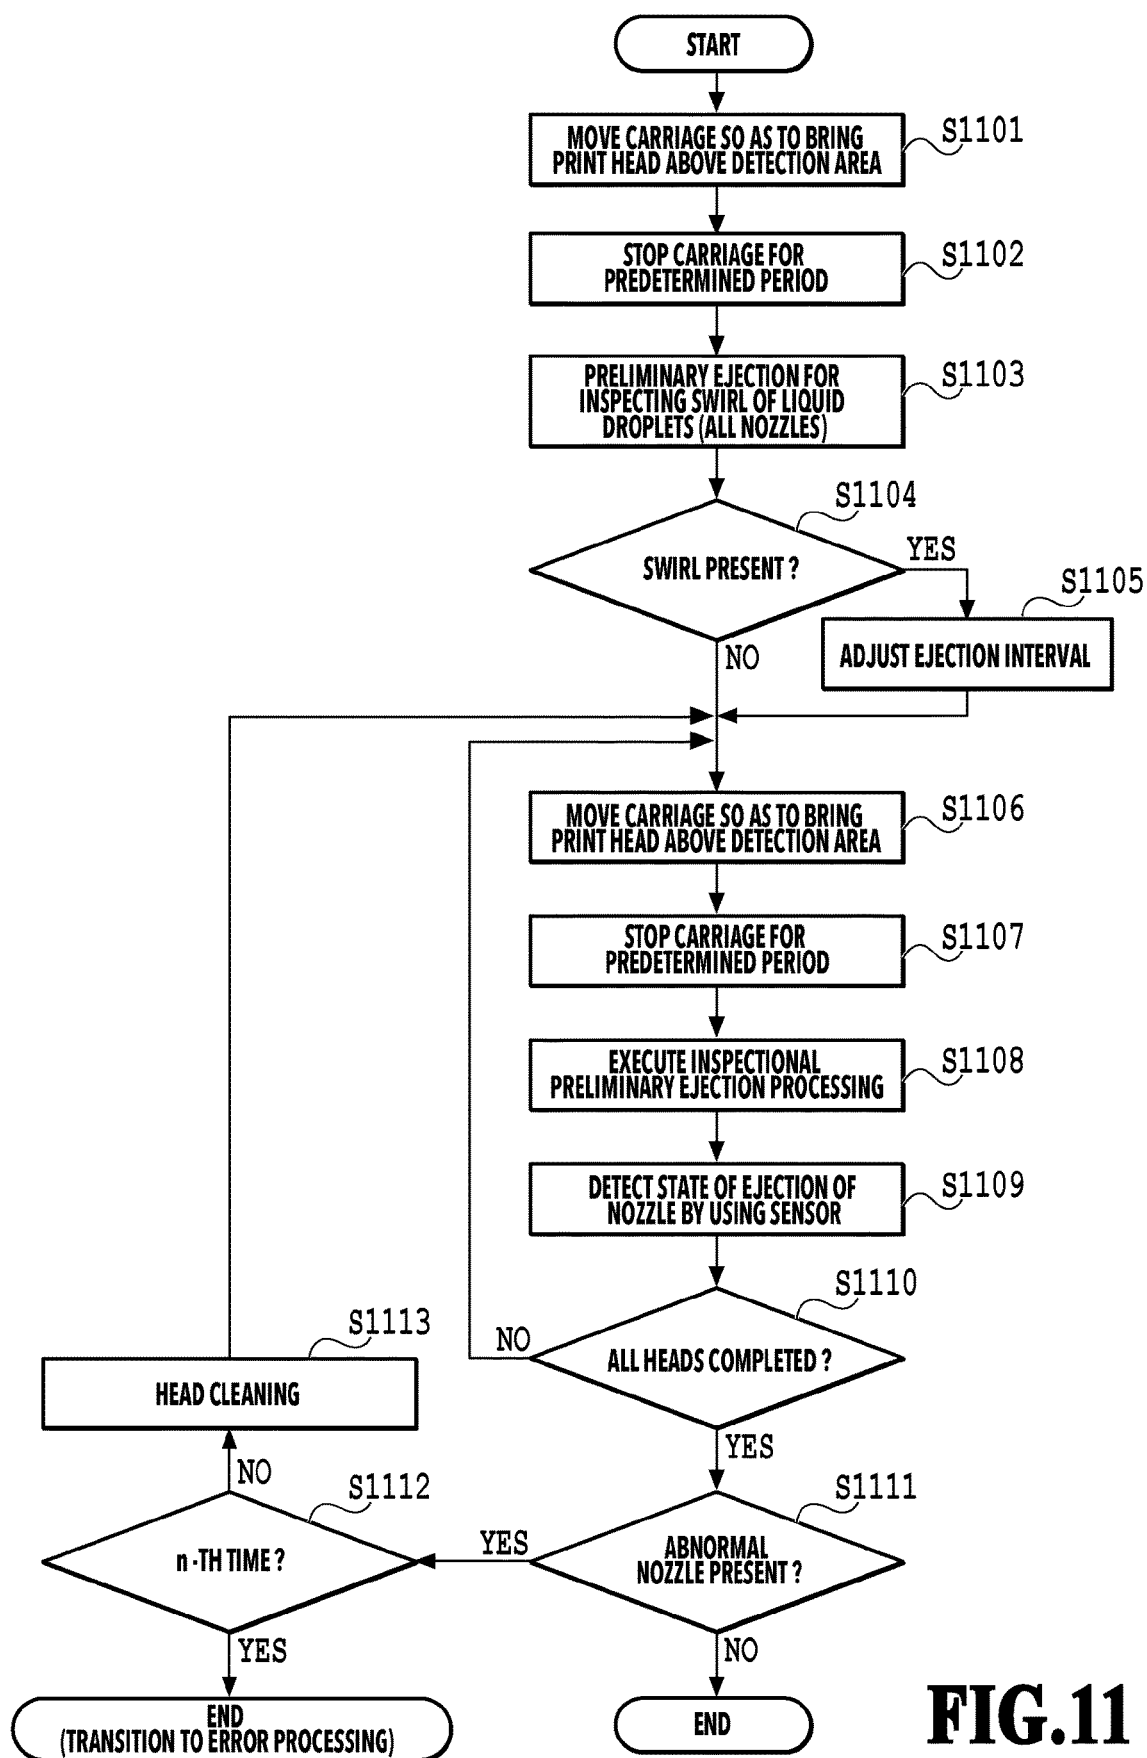 START
MOVE CARRIAGE SO AS TO BRING
PRINT HEAD ABOVE DETECTION AREA
S1101
STOP CARRIAGE FOR
PREDETERMINED PERIOD
S1102
PRELIMINARY EJECTION FOR
INSPECTING SWIRL OF LIQUID
DROPLETS (ALL NOZZLES)
S1103
SWIRL PRESENT ?
S1104
YES
NO
ADJUST EJECTION INTERVAL
S1105
MOVE CARRIAGE SO AS TO BRING
PRINT HEAD ABOVE DETECTION AREA
S1106
STOP CARRIAGE FOR
PREDETERMINED PERIOD
S1107
EXECUTE INSPECTIONAL
PRELIMINARY EJECTION PROCESSING
S1108
DETECT STATE OF EJECTION OF
NOZZLE BY USING SENSOR
S1109
ALL HEADS COMPLETED ?
S1110
NO
YES
ABNORMAL
NOZZLE PRESENT ?
S1111
YES
NO
n -TH TIME ?
S1112
NO
YES
HEAD CLEANING
S1113
END
(TRANSITION TO ERROR PROCESSING)
END
FIG.11